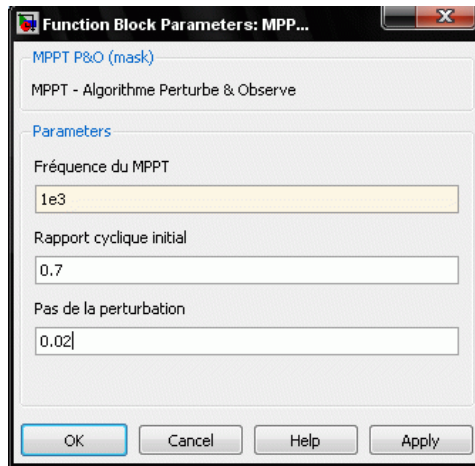 Function Block Parameters: MPP...
MPPT P&O (mask)
MPPT - Algorithme Perturbe & Observe
Parameters
Fréquence du MPPT
1e3
Rapport cyclique initial
0.7
Pas de la perturbation
0.02
OK Cancel Help Apply